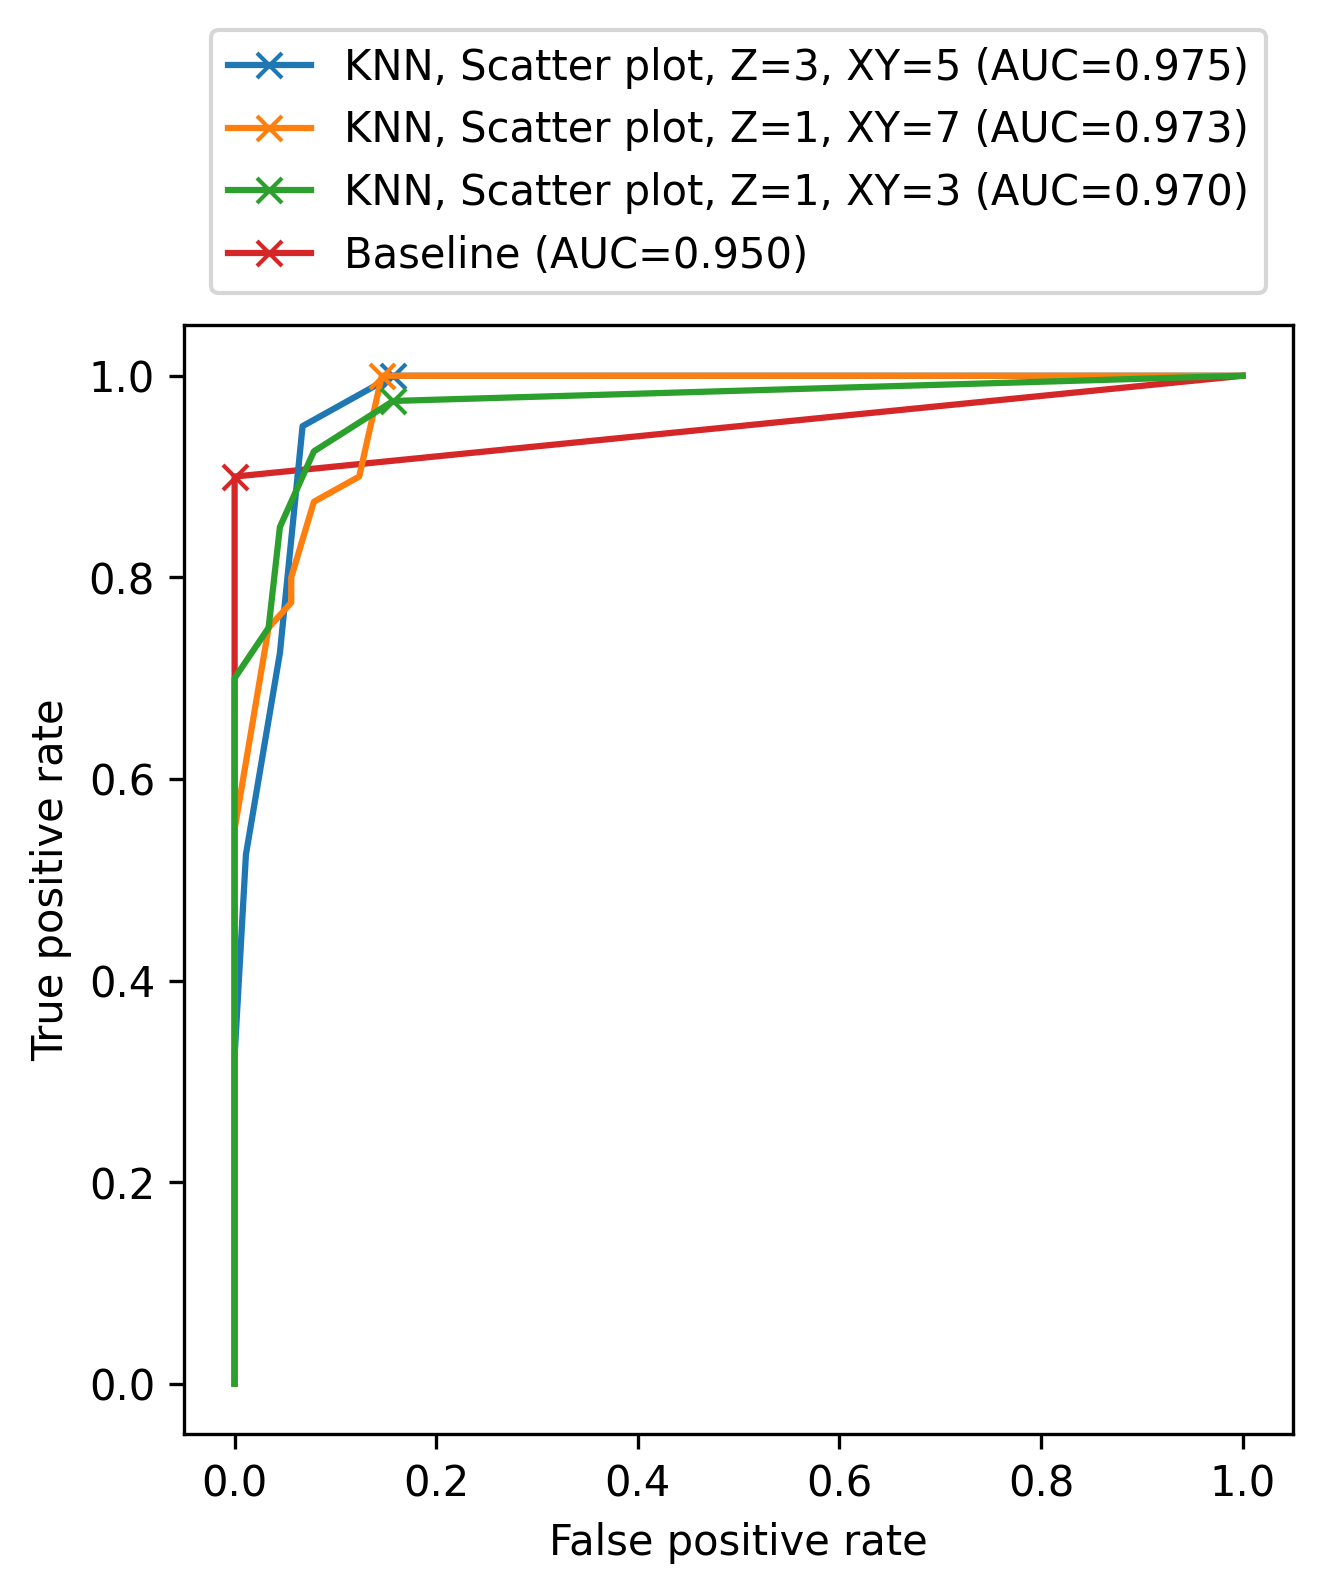 KNN, Scatter plot, Z=3, XY=5 (AUC=0.975)
KNN, Scatter plot, Z=1, XY=7 (AUC=0.973)
KNN, Scatter plot, Z=1, XY=3 (AUC=0.970)
Baseline (AUC=0.950)
1.0
0.8
0.6
0.4
0.2
0.0
True positive rate
0.0 0.2 0.4 0.6 0.8 1.0
False positive rate